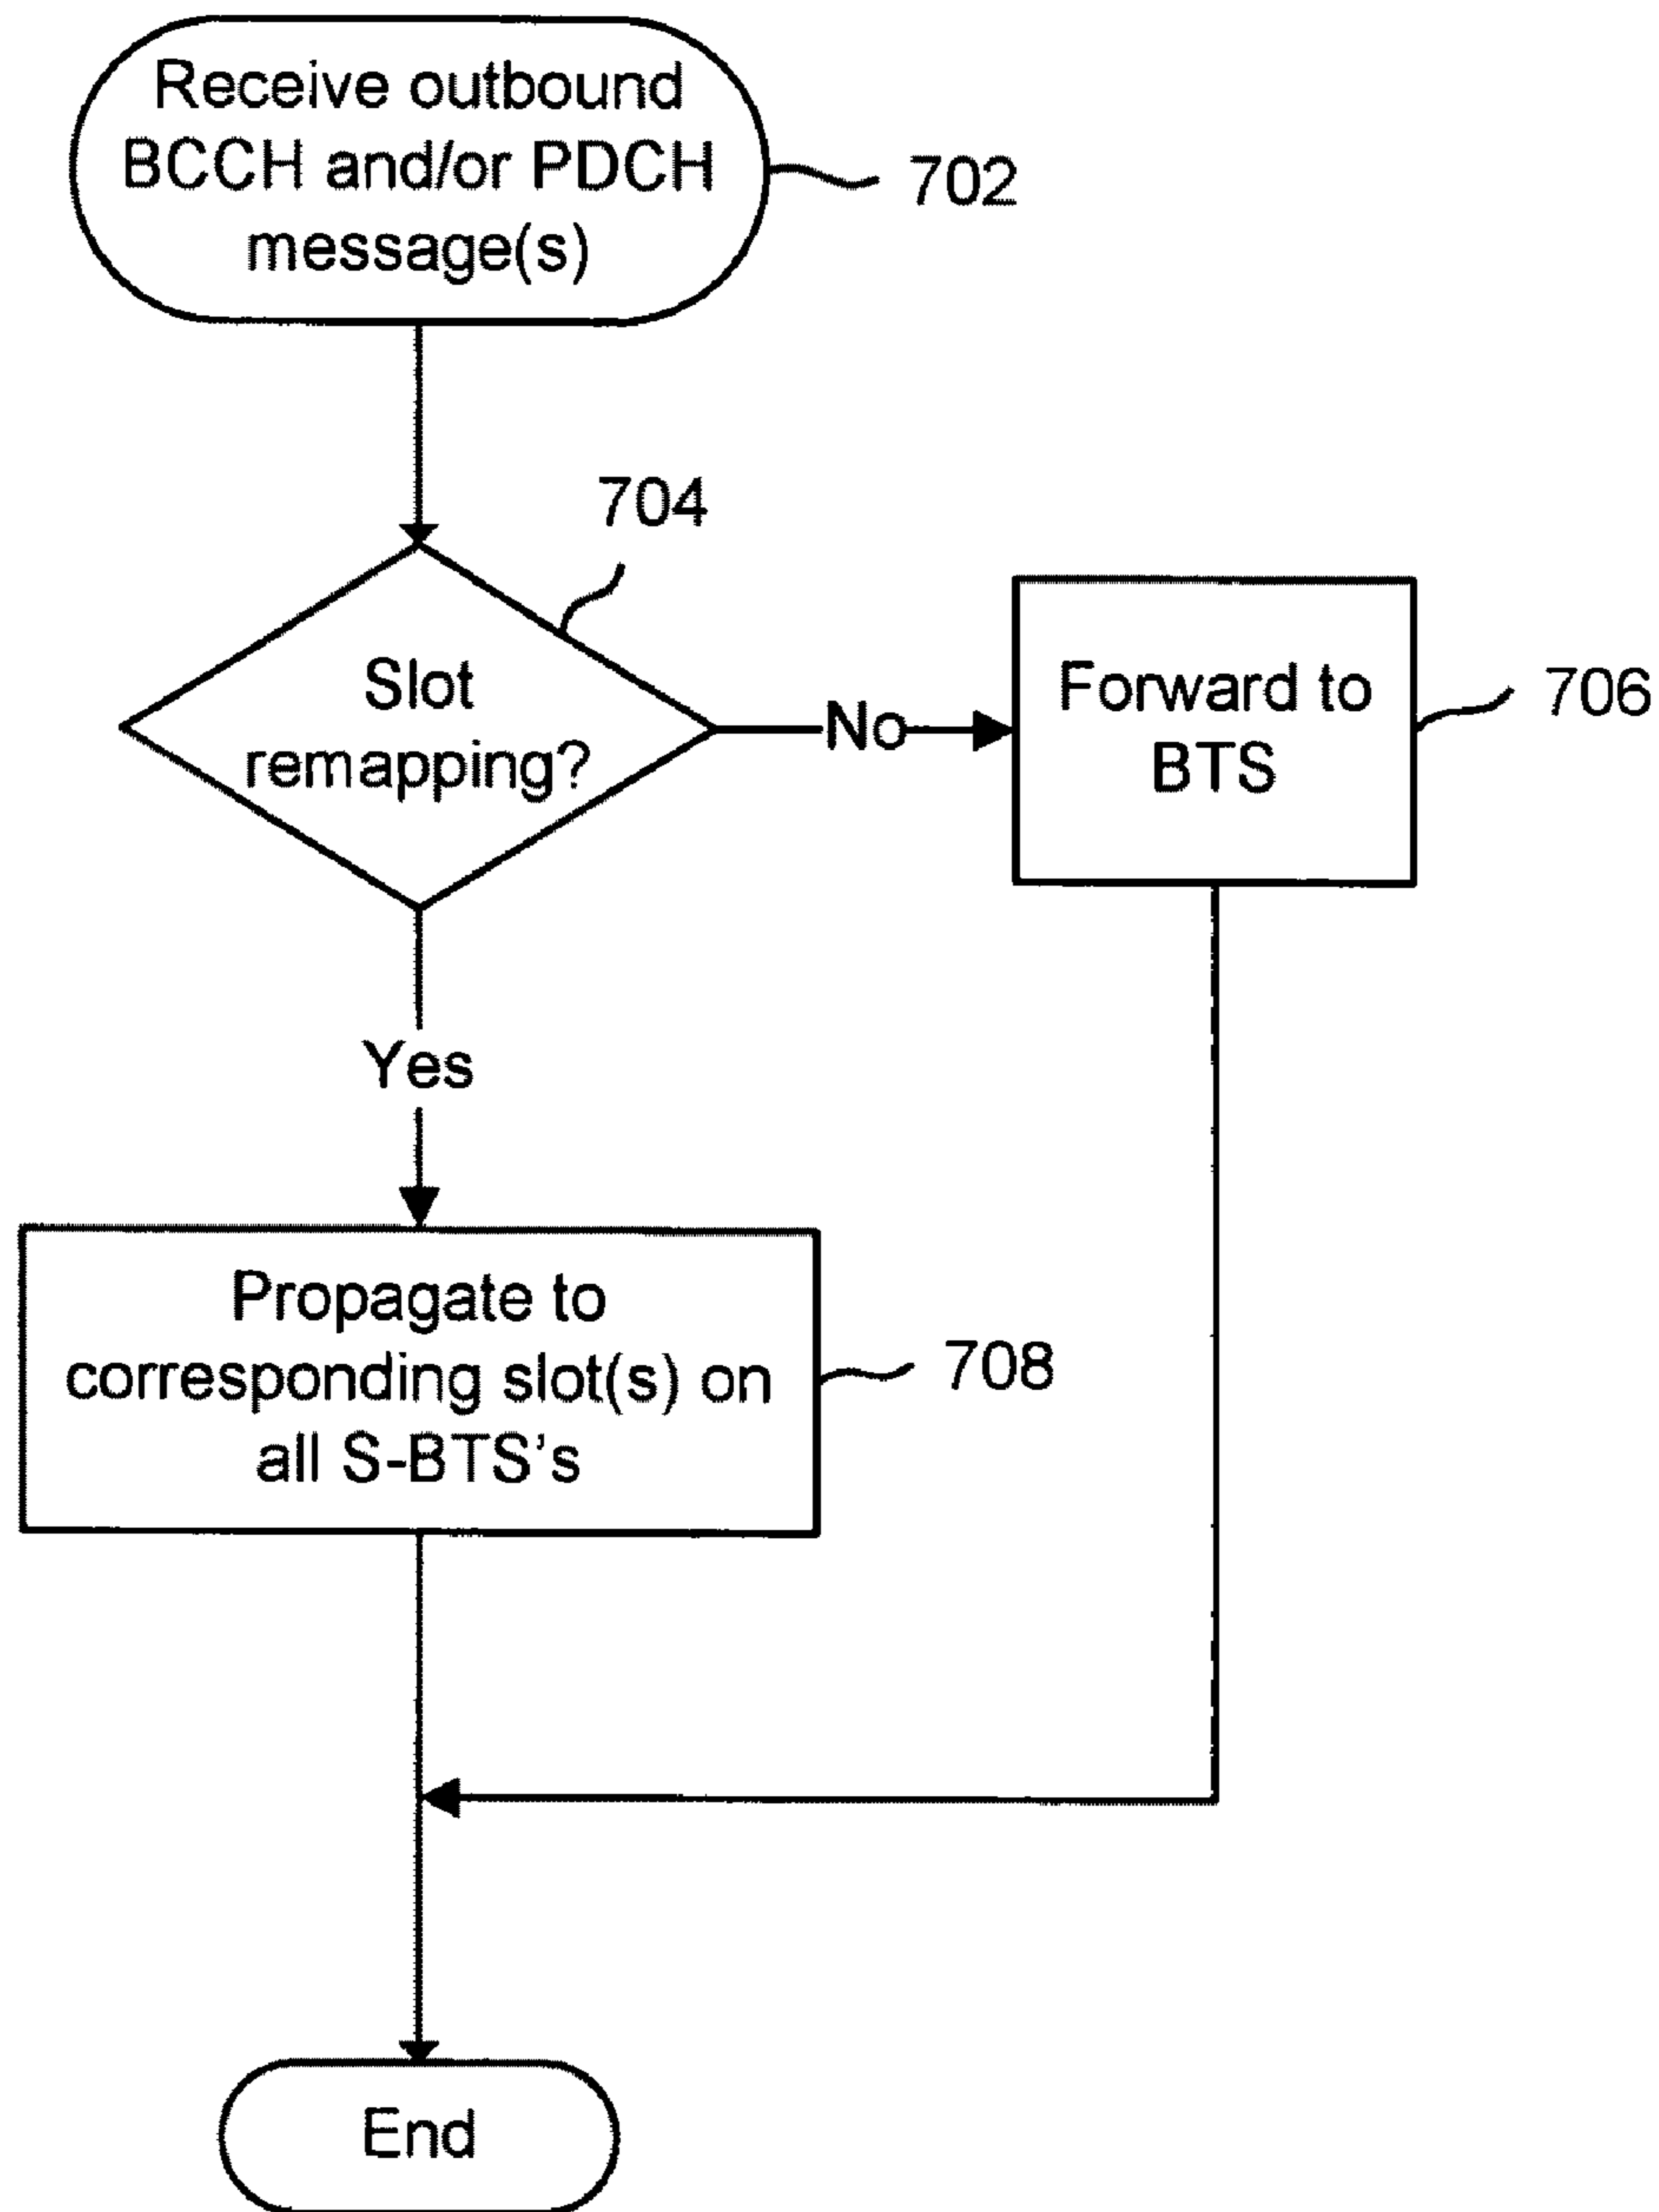 Receive outbound
BCCH and/or PDCH
message(s)
702
704
Slot
remapping?
No
Forward to
BTS
706
Yes
Propagate to
corresponding slot(s) on
all S-BTS's
708
End